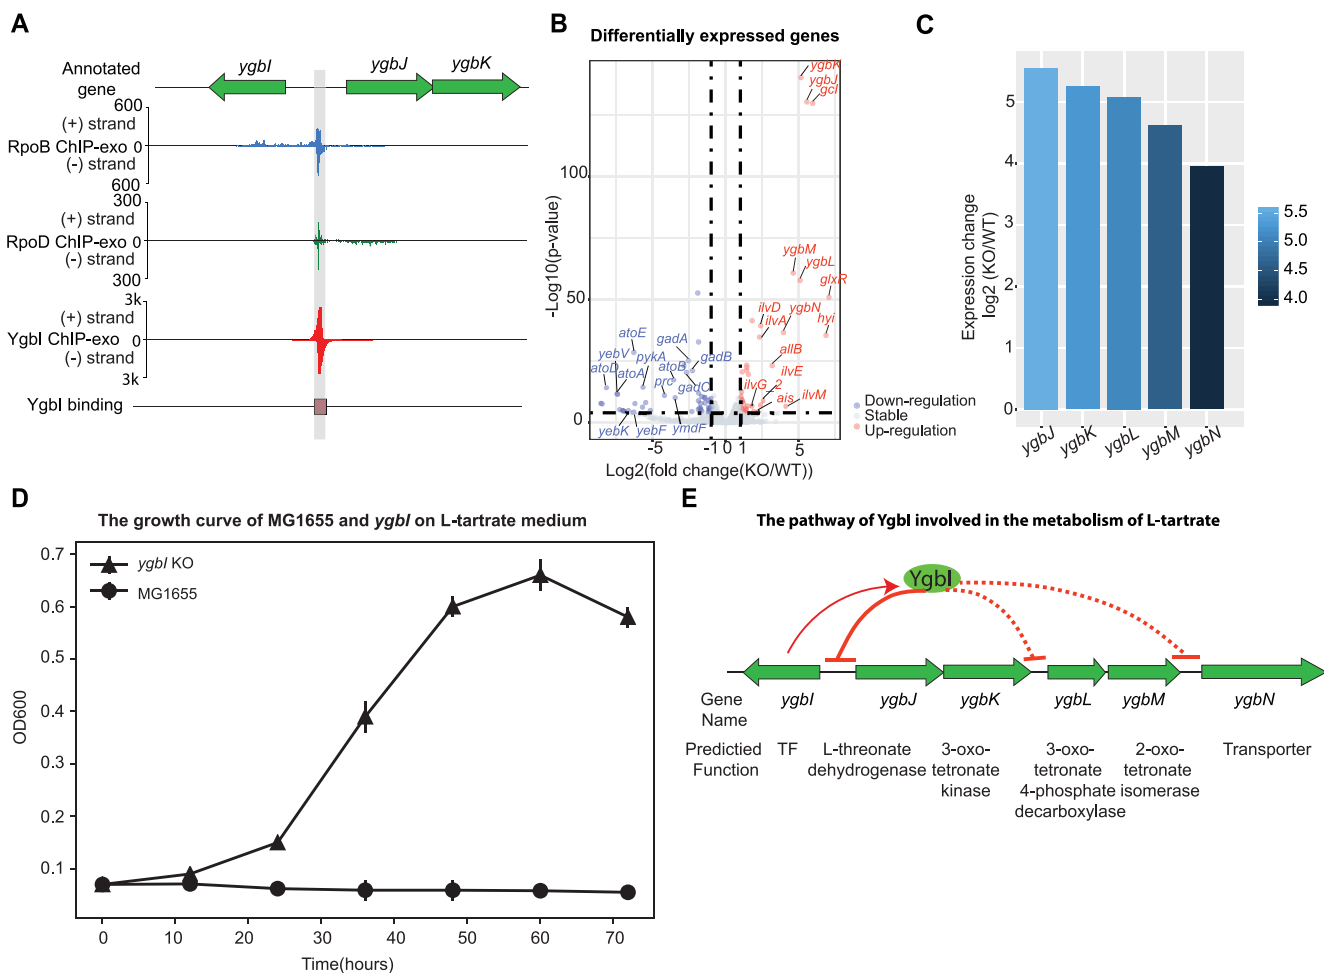 A
ygbI
ygbJ
ygbK
Annotated
gene
600
(+) strand
RpoB ChIP-exo 0
(-) strand
600
300
(+) strand
RpoD ChIP-exo 0
(-) strand
300
3k
(+) strand
YgbI ChIP-exo 0
(-) strand
3k
YgbI binding
B
Differentially expressed genes
ygbK
ygbJ
gcl
100
ygbM
ygbL
glxR
50
ilvD
ygbN
ilvA
hyi
atoE
gadA
yebV
pykA
gadB
allB
atoD
atoB
atoA
ilvE
prc
gadC
ilvG_2
ais
ilvM
yebK
yebF
ymdF
0
-5
-1
0
1
5
-Log10(p-value)
Log2(fold change(KO/WT))
Down-regulation
Stable
Up-regulation
C
5
4
3
2
1
0
Expression change
log2 (KO/WT)
ygbJ
ygbK
ygbL
ygbM
ygbN
5.5
5.0
4.5
4.0
D
The growth curve of MG1655 and ygbI on L-tartrate medium
0.7
0.6
0.5
0.4
0.3
0.2
0.1
OD600
ygbI KO
MG1655
0
10
20
30
40
50
60
70
Time(hours)
E
The pathway of YgbI involved in the metabolism of L-tartrate
YgbI
Gene
Name
ygbI
ygbJ
ygbK
ygbL
ygbM
ygbN
Predictied
Function
TF
L-threonate
dehydrogenase
3-oxo-
tetronate
kinase
3-oxo-
tetronate
4-phosphate
decarboxylase
2-oxo-
tetronate
isomerase
Transporter